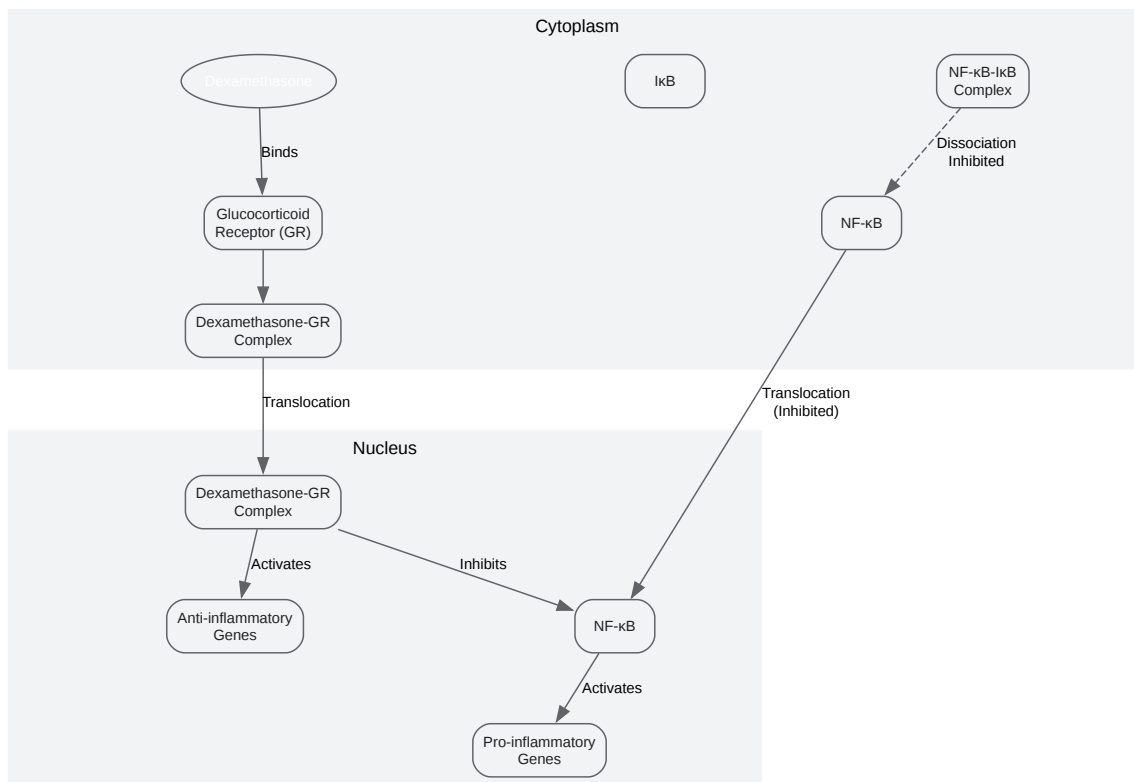 Cytoplasm
Dexamethasone
IκB
NF-κB-IκB
Complex
Dissociation
Inhibited
Binds
Glucocorticoid
Receptor (GR)
NF-κB
Dexamethasone-GR
Complex
Translocation
Translocation
(Inhibited)
Nucleus
Dexamethasone-GR
Complex
Activates
Inhibits
Anti-inflammatory
Genes
NF-κB
Activates
Pro-inflammatory
Genes